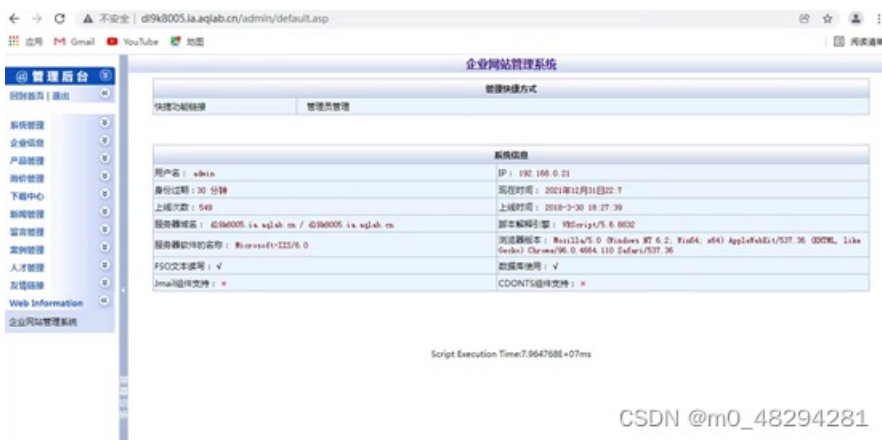 不安全 | dl9k8005.ia.aqlab.cn/admin/default.asp
应用 Gmail YouTube 地图 阅读清单
企业网站管理系统
@管理后台
回到首页 | 退出
系统管理
企业信息
产品管理
询价管理
下载中心
新闻管理
留言管理
案例管理
人才管理
友情链接
Web Information
企业网站管理系统
管理快捷方式
快捷功能链接 管理员管理
系统信息
用户名： admin IP： 192.168.0.21
身份过期：30 分钟 现在时间： 2021年12月31日22:7
上线次数：549 上线时间： 2018-3-30 18:27:39
服务器域名： dl9k8005.ia.aqlab.cn / dl9k8005.ia.aqlab.cn 脚本解释引擎： VBScript/5.6.8832
服务器软件的名称： Microsoft-IIS/6.0 浏览器版本： Mozilla/5.0 (Windows NT 6.2; Win64; x64) AppleWebKit/537.36 (KHTML, like
Gecko) Chrome/96.0.4664.110 Safari/537.36
FSO文本读写：√ 数据库使用：√
Jmail组件支持：× CDONTS组件支持：×
Script Execution Time:7.964768E+07ms
CSDN @m0_48294281